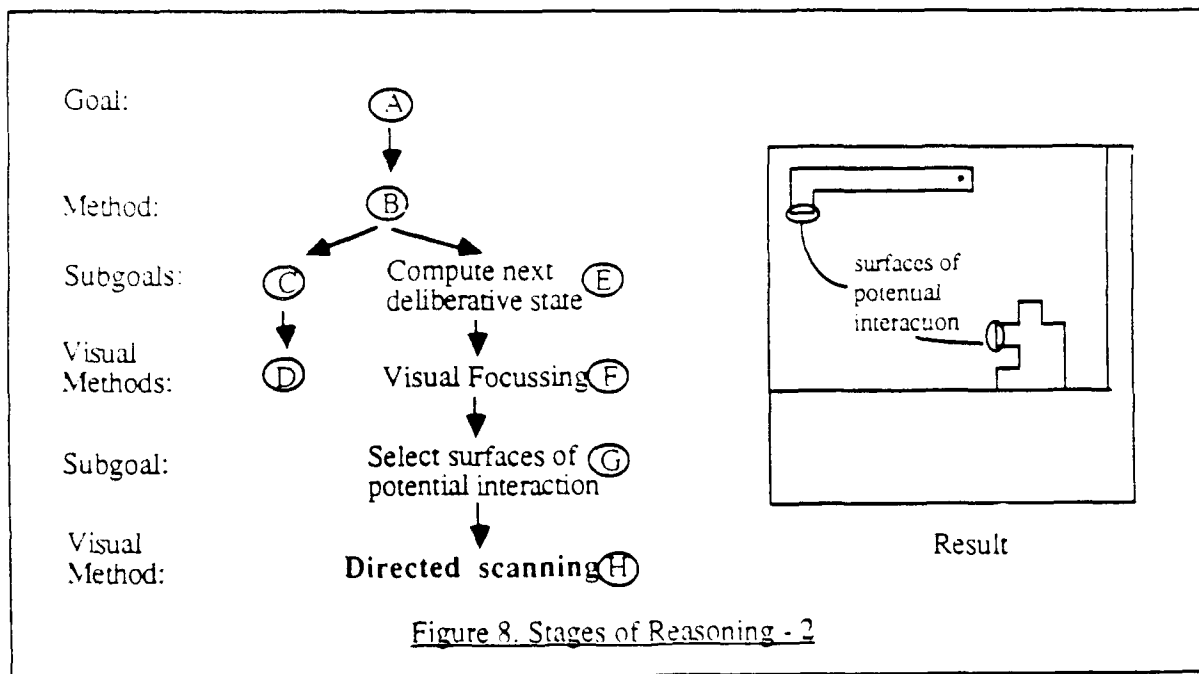 Goal:
A
Method:
B
Subgoals:
C
Compute next
deliberative state
E
Visual
Methods:
D
Visual Focussing
F
Subgoal:
Select surfaces of
potential interaction
G
Visual
Method:
Directed scanning
H
surfaces of
potential
interaction
Result
Figure 8. Stages of Reasoning - 2